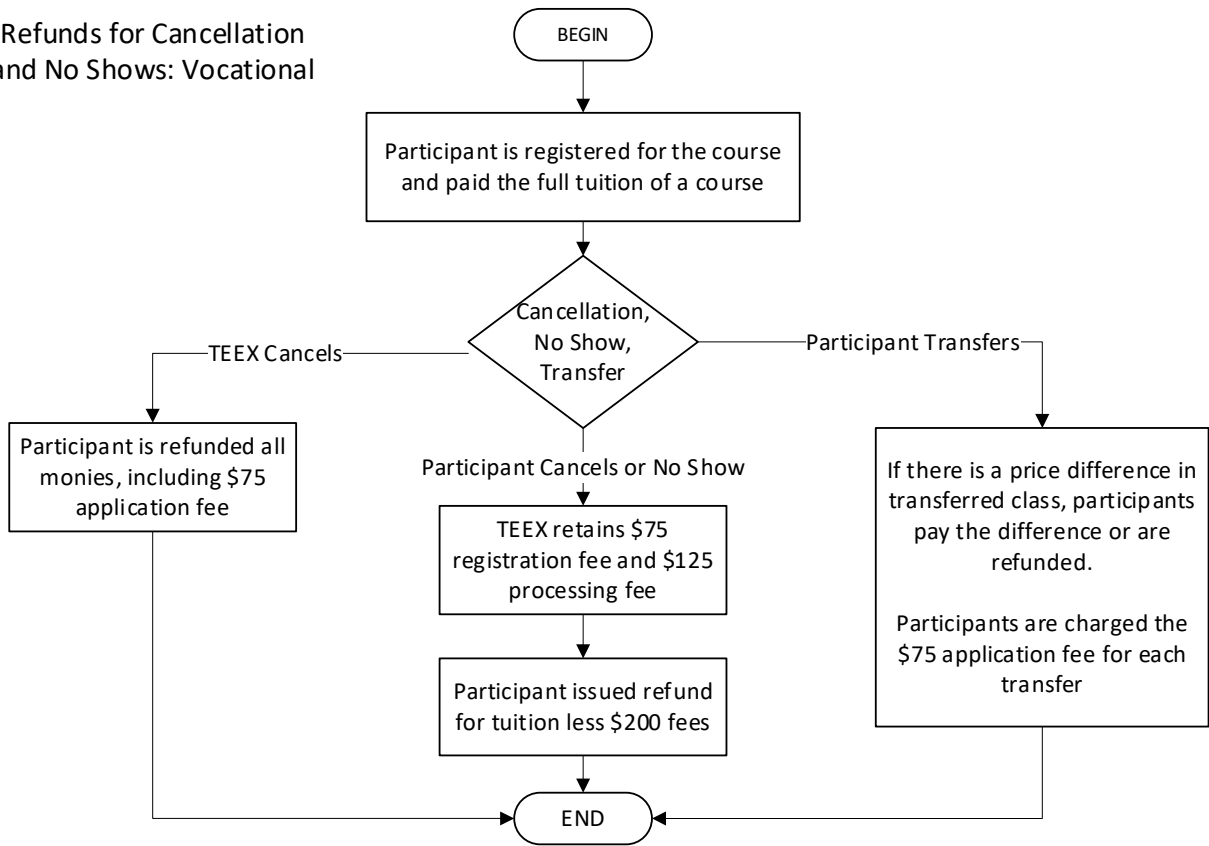 Refunds for Cancellation
and No Shows: Vocational
BEGIN
Participant is registered for the course
and paid the full tuition of a course
Cancellation,
No Show,
Transfer
TEEX Cancels
Participant Transfers
Participant is refunded all
monies, including $75
application fee
Participant Cancels or No Show
TEEX retains $75
registration fee and $125
processing fee
Participant issued refund
for tuition less $200 fees
If there is a price difference in
transferred class, participants
pay the difference or are
refunded.
Participants are charged the
$75 application fee for each
transfer
END